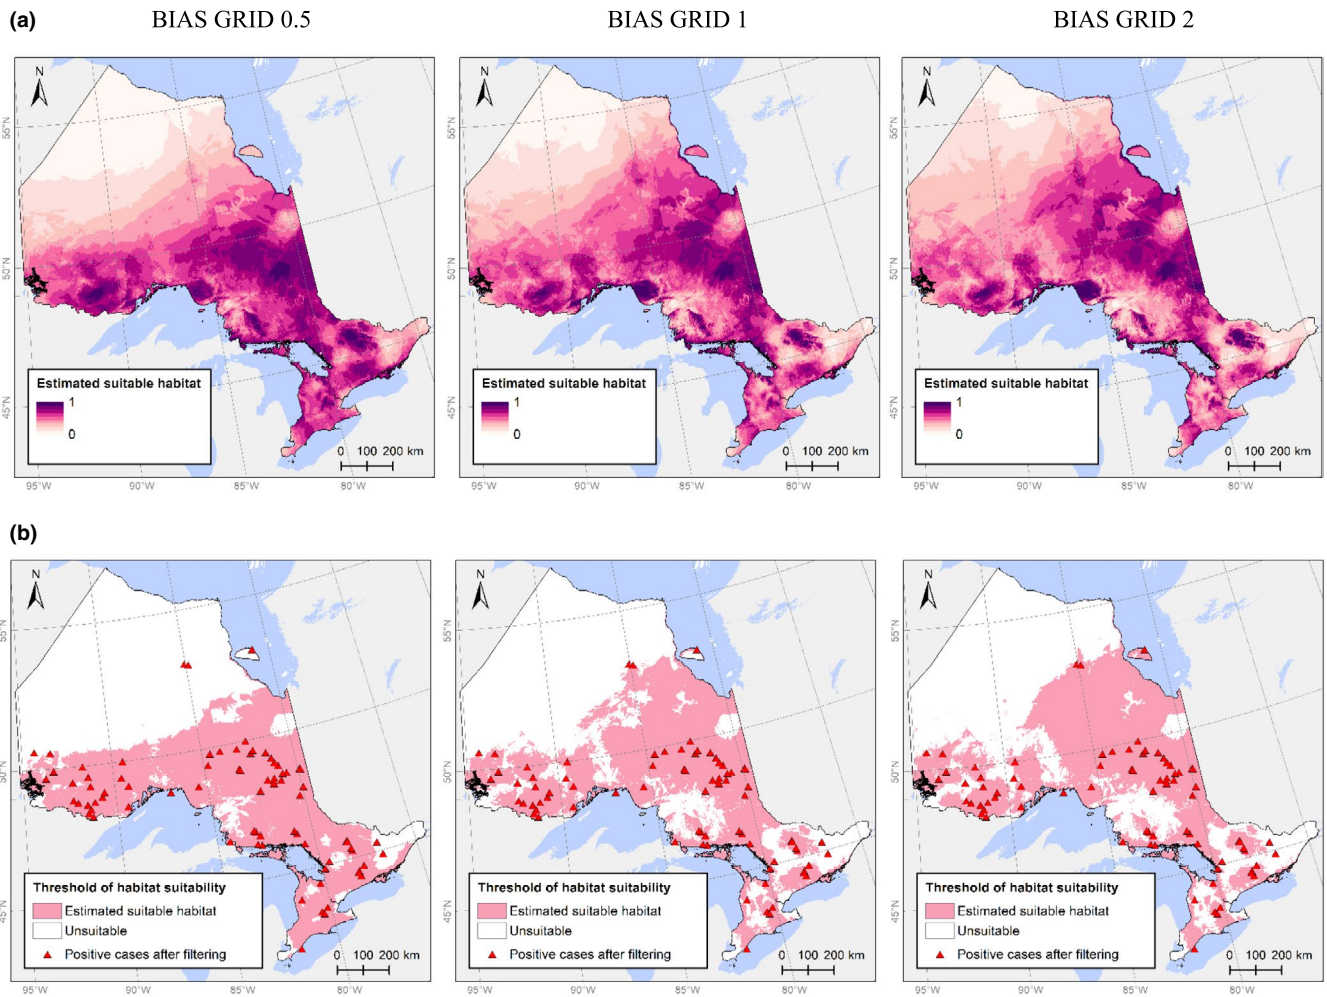 (a) BIAS GRID 0.5 BIAS GRID 1 BIAS GRID 2
N
55°N
50°N
45°N
Estimated suitable habitat
1
0
0 100 200 km
95°W 90°W 85°W 80°W
N
55°N
50°N
45°N
Estimated suitable habitat
1
0
0 100 200 km
95°W 90°W 85°W 80°W
N
55°N
50°N
45°N
Estimated suitable habitat
1
0
0 100 200 km
95°W 90°W 85°W 80°W
(b)
N
55°N
50°N
45°N
Threshold of habitat suitability
Estimated suitable habitat
Unsuitable
Positive cases after filtering
0 100 200 km
95°W 90°W 85°W 80°W
N
55°N
50°N
45°N
Threshold of habitat suitability
Estimated suitable habitat
Unsuitable
Positive cases after filtering
0 100 200 km
95°W 90°W 85°W 80°W
N
55°N
50°N
45°N
Threshold of habitat suitability
Estimated suitable habitat
Unsuitable
Positive cases after filtering
0 100 200 km
95°W 90°W 85°W 80°W